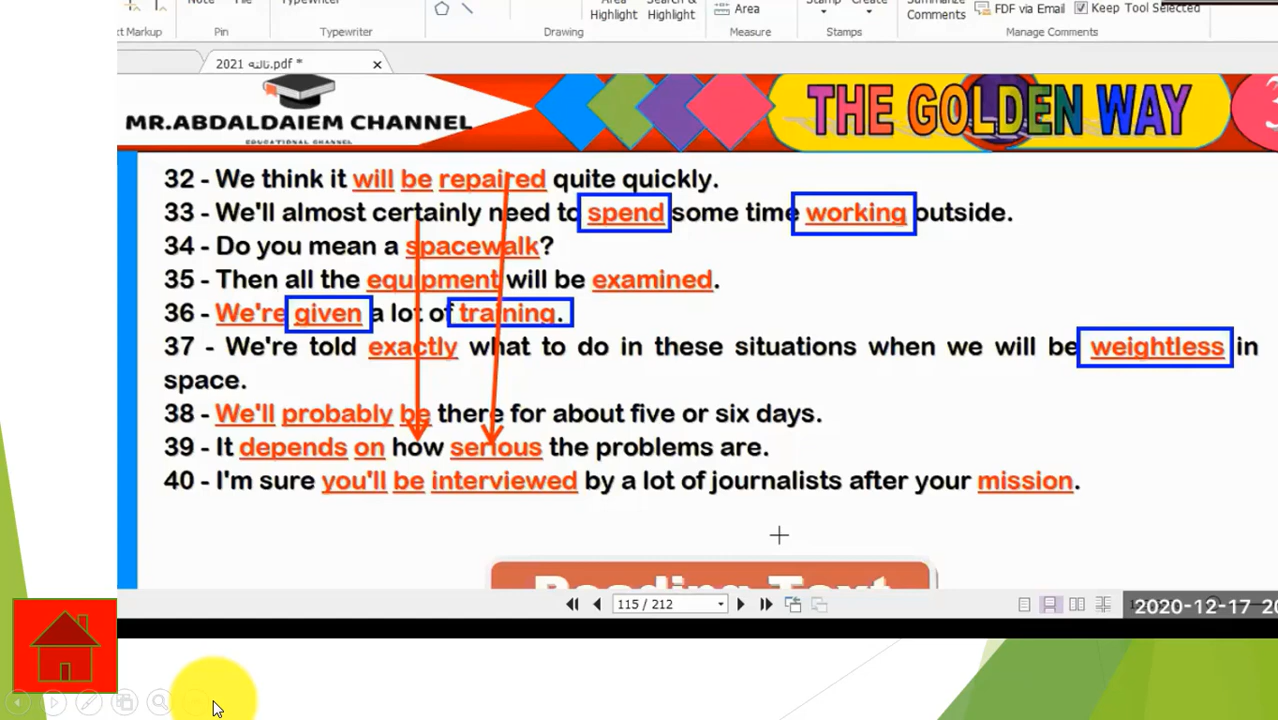 Area
Search &
Summarize
Highlight
Highlight
Area
Comments
FDF via Email
Keep Tool Selected
Pin
Typewriter
Drawing
Measure
Stamps
Manage Comments
2021 تالته.pdf *
MR.ABDALDAIEM CHANNEL
EDUCATIONAL CHANNEL
THE GOLDEN WAY
32 - We think it will be repaired quite quickly.
33 - We'll almost certainly need to spend some time working outside.
34 - Do you mean a spacewalk?
35 - Then all the equipment will be examined.
36 - We're given a lot of training.
37 - We're told exactly what to do in these situations when we will be weightless in
space.
38 - We'll probably be there for about five or six days.
39 - It depends on how serious the problems are.
40 - I'm sure you'll be interviewed by a lot of journalists after your mission.
Reading Text
115 / 212
2020-12-17